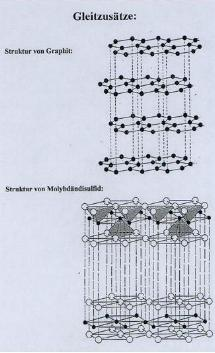 Gleitzusätze:
Struktur von Graphit:
Struktur von Molybdändisulfid: